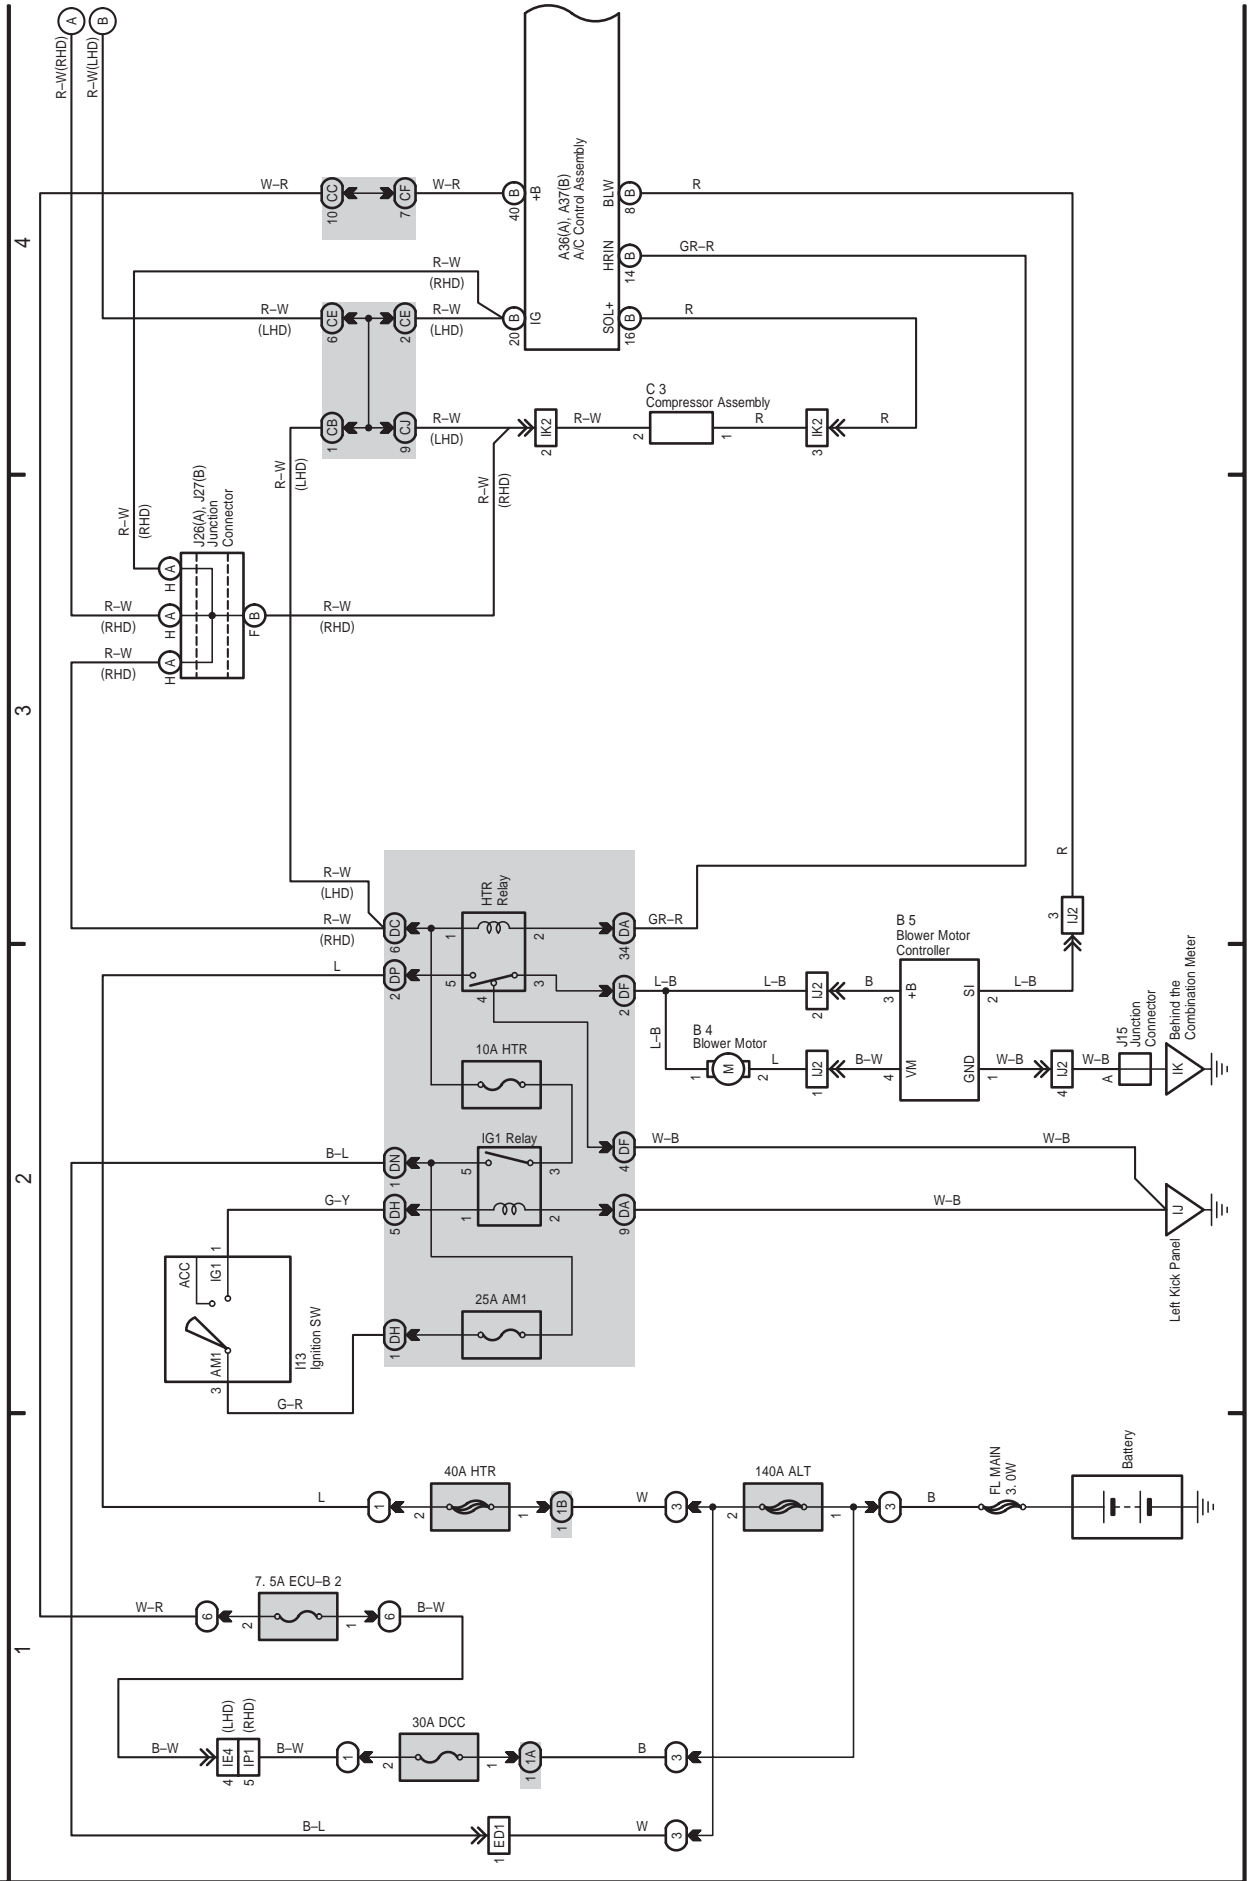 A
B
R–W(RHD)
R–W(LHD)
4
W–R
10 CC
7 CF
W–R
40 B
+B
A36(A), A37(B)
A/C Control Assembly
BLW
8 B
R
HRIN
14 B
GR–R
R–W
(RHD)
R–W
(LHD)
6 CE
2 CE
R–W
(LHD)
20 B
IG
SOL+
16 B
R
C 3
Compressor Assembly
1 CB
9 CJ
R–W
(LHD)
2 IK2
R–W
2
1
R
3 IK2
R
R–W
(LHD)
R–W
(RHD)
J26(A), J27(B)
Junction
Connector
R–W
(RHD)
H A
R–W
(RHD)
H A
F B
R–W
(RHD)
R–W
(RHD)
H A
3
R–W
(LHD)
R–W
(RHD)
6 DC
HTR
Relay
1
2
34 DA
GR–R
R
3
IJ2
L
2 DP
5
4
3
2 DF
L–B
L–B
2 IJ2
B
3
+B
B 5
Blower Motor
Controller
SI
2
L–B
L–B
B 4
Blower Motor
1
M
2
L
1 IJ2
B–W
4
VM
GND
1
W–B
4 IJ2
W–B
A
J15
Junction
Connector
IK
Behind the
Combination Meter
10A HTR
2
B–L
1 DN
IG1 Relay
5
3
4 DF
W–B
W–B
G–Y
5 DH
1
2
9 DA
W–B
IJ
Left Kick Panel
ACC
IG1
1
AM1
3
I13
Ignition SW
25A AM1
1 DH
G–R
L
1
2
40A HTR
1
1 1B
W
3
2
140A ALT
1
3
B
FL MAIN
3. 0W
Battery
1
W–R
6
2
7. 5A ECU–B 2
1
6
B–W
B–W
4 IE4 (LHD)
5 IP1 (RHD)
B–W
1
2
30A DCC
1
1 1A
B
3
B–L
1 ED1
W
3